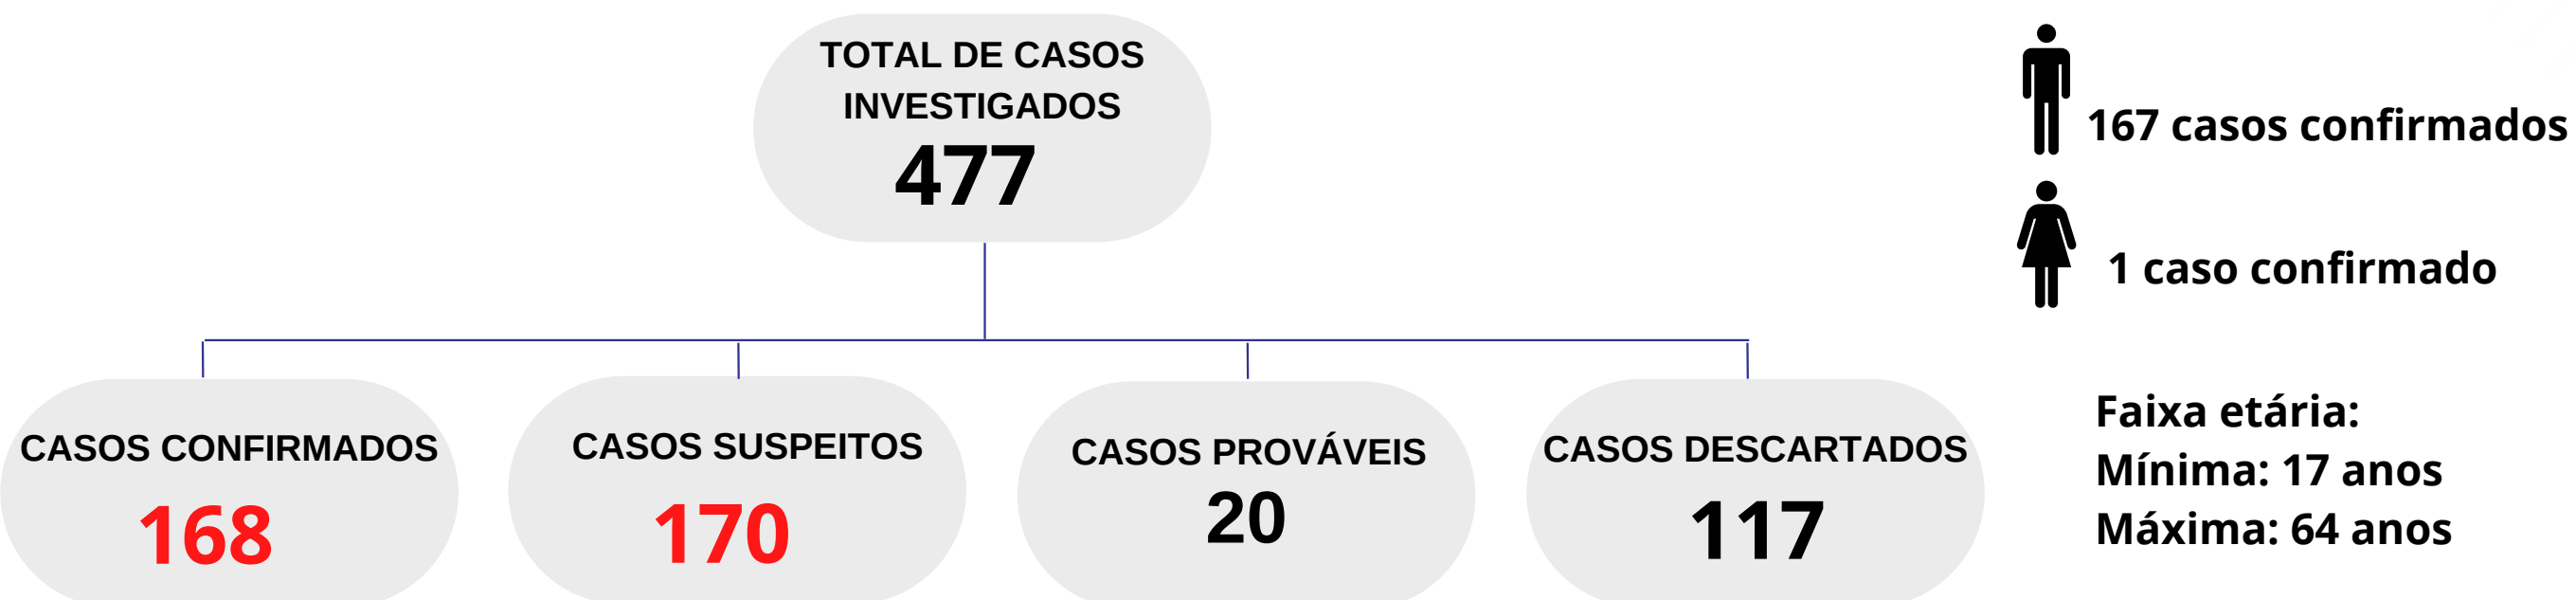 TOTAL DE CASOS
INVESTIGADOS
477
CASOS CONFIRMADOS
168
CASOS SUSPEITOS
170
CASOS PROVÁVEIS
20
CASOS DESCARTADOS
117
167 casos confirmados
1 caso confirmado
Faixa etária:
Mínima: 17 anos
Máxima: 64 anos